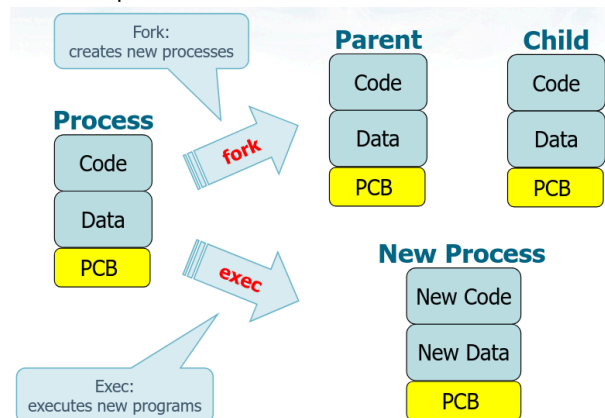 Fork:
creates new processes
Process
Code
Data
PCB
fork
Parent
Code
Data
PCB
Child
Code
Data
PCB
exec
New Process
New Code
New Data
PCB
Exec:
executes new programs